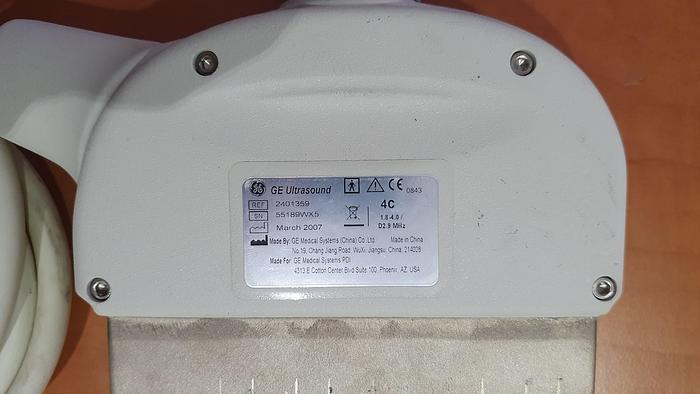 GE Ultrasound
CE 0843
REF 2401359
SN 55189WX5
March 2007
4C
1.8-4.0 /
D2.9 MHz
Made By: GE Medical Systems (China) Co. Ltd. Made in China
No.19, Chang Jiang Road, WuXi, Jiangsu, China, 214028
Made For: GE Medical Systems PDI
4313 E Cotton Center Blvd Suite 100, Phoenix, AZ, USA